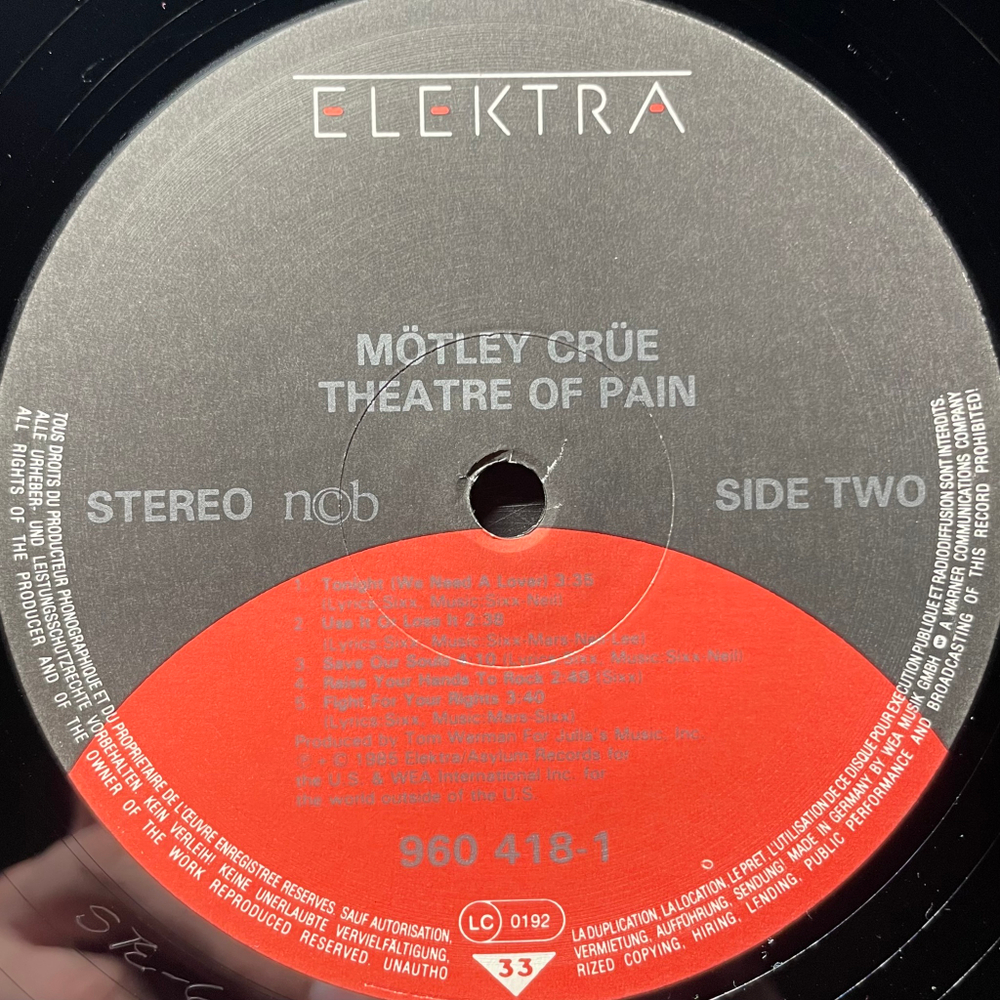 ELEKTRA
MÖTLEY CRÜE
THEATRE OF PAIN
STEREO ncb
SIDE TWO
1. Tonight (We Need A Lover) 3:35
(Lyrics: Sixx, Music: Sixx-Neil)
2. Use It Or Lose It 2:38
(Lyrics: Sixx, Music: Sixx-Mars-Neil-Lee)
3. Save Our Souls 4:10 (Lyrics: Sixx, Music: Sixx-Neil)
4. Raise Your Hands To Rock 2:48 (Sixx)
5. Fight For Your Rights 3:40
(Lyrics: Sixx, Music: Mars-Sixx)
Produced by Tom Werman For Julia's Music, Inc.
℗ + © 1985 Elektra/Asylum Records for
the U.S. & WEA International Inc. for
the world outside of the U.S.
960 418-1
LC 0192
33
TOUS DROITS DU PRODUCTEUR PHONOGRAPHIQUE ET DU PROPRIETAIRE DE L'ŒUVRE ENREGISTREE RESERVES. SAUF AUTORISATION,
LA DUPLICATION, LA LOCATION, LE PRET, L'UTILISATION DE CE DISQUE POUR EXECUTION PUBLIQUE ET RADIODIFFUSION SONT INTERDITS.
ALLE URHEBER- UND LEISTUNGSSCHUTZRECHTE VORBEHALTEN. KEIN VERLEIH! KEINE UNERLAUBTE VERVIELFÄLTIGUNG,
VERMIETUNG, AUFFÜHRUNG, SENDUNG! MADE IN GERMANY BY WEA MUSIK GMBH A WARNER COMMUNICATIONS COMPANY
ALL RIGHTS OF THE PRODUCER AND OF THE OWNER OF THE WORK REPRODUCED RESERVED. UNAUTHO
RIZED COPYING, HIRING, LENDING, PUBLIC PERFORMANCE AND BROADCASTING OF THIS RECORD PROHIBITED!